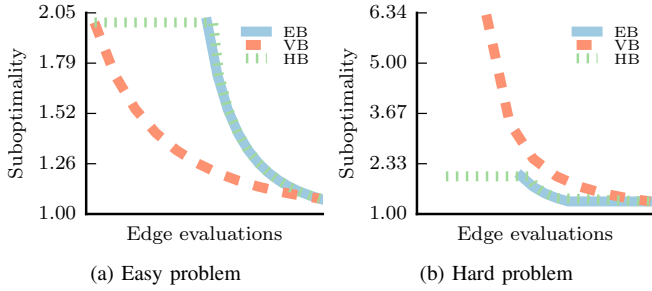 2.05
1.79
1.52
1.26
1.00
Suboptimality
EB
VB
HB
Edge evaluations
(a) Easy problem
6.34
5.00
3.67
2.33
1.00
Suboptimality
EB
VB
HB
Edge evaluations
(b) Hard problem